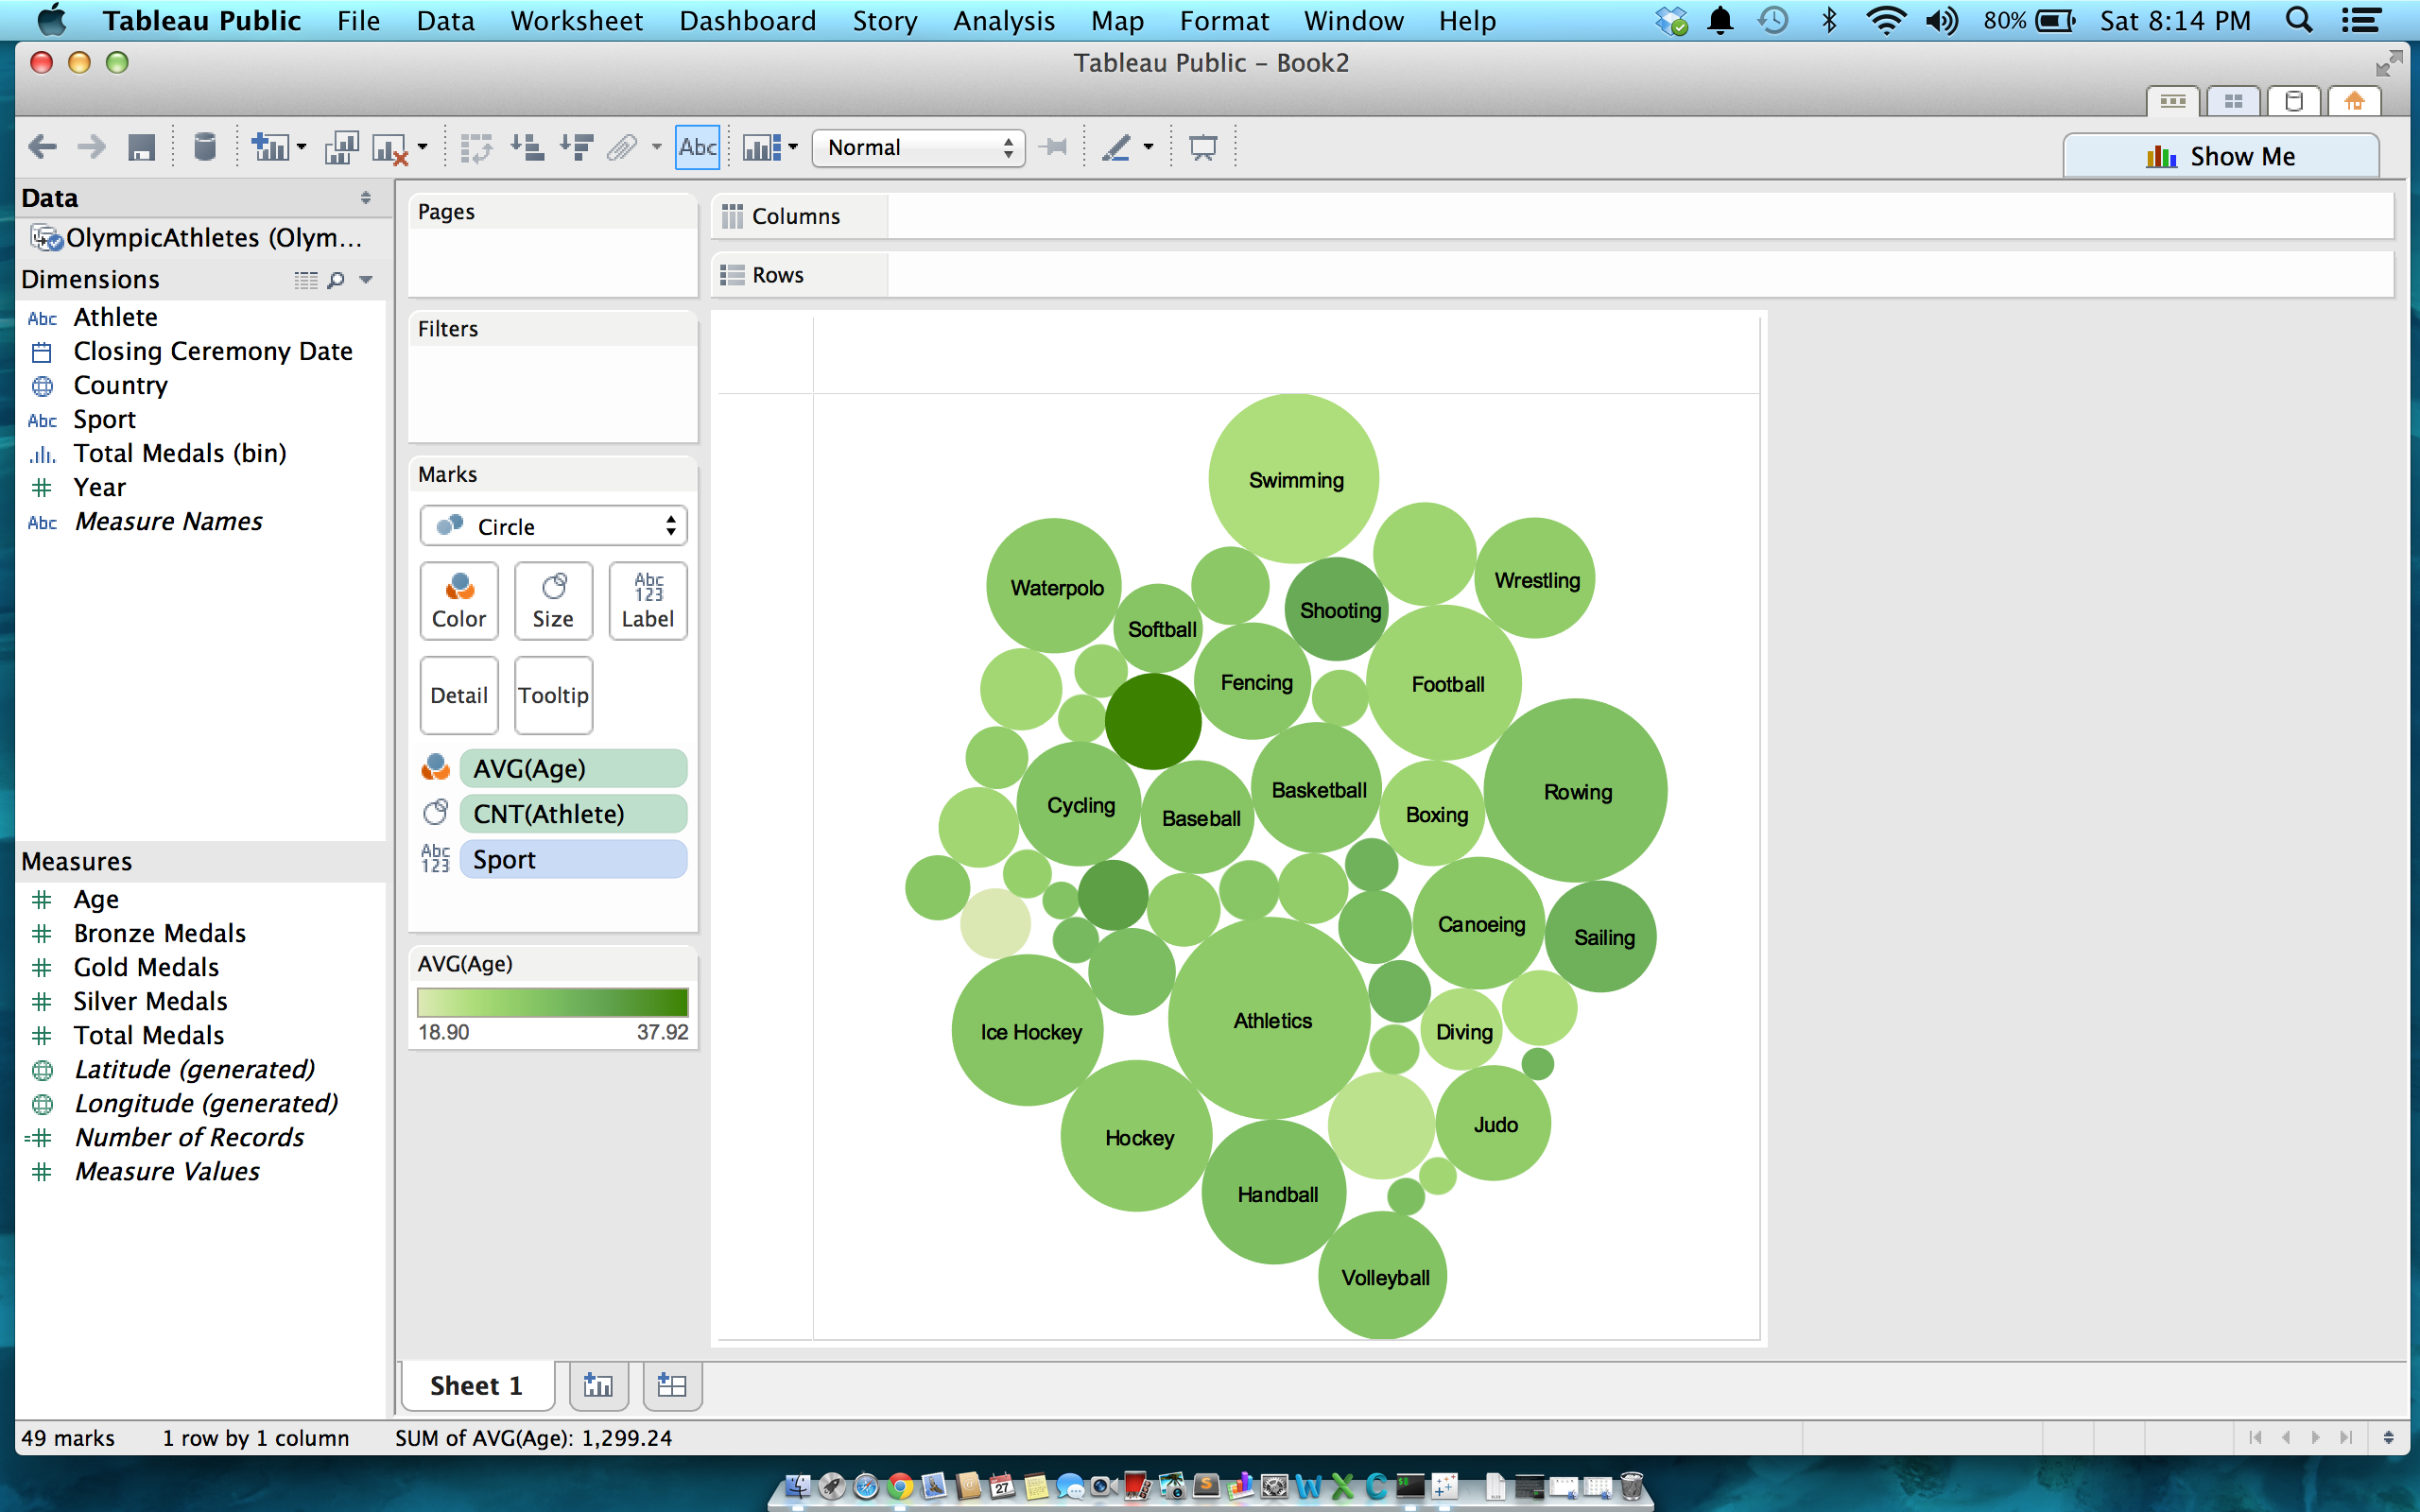 Tableau Public File Data Worksheet Dashboard Story Analysis Map Format Window Help 80% Sat 8:14 PM
Tableau Public – Book2
Abc Normal Show Me
Data
OlympicAthletes (Olym...
Dimensions
Abc Athlete
Closing Ceremony Date
Country
Abc Sport
Total Medals (bin)
# Year
Abc Measure Names
Measures
# Age
# Bronze Medals
# Gold Medals
# Silver Medals
# Total Medals
Latitude (generated)
Longitude (generated)
=# Number of Records
# Measure Values
Pages
Filters
Marks
Circle
Color Size Abc 123 Label
Detail Tooltip
AVG(Age)
CNT(Athlete)
Abc 123 Sport
AVG(Age)
18.90 37.92
Columns
Rows
Swimming
Waterpolo
Wrestling
Shooting
Softball
Fencing
Football
Cycling
Baseball
Basketball
Boxing
Rowing
Canoeing
Sailing
Ice Hockey
Athletics
Diving
Hockey
Judo
Handball
Volleyball
Sheet 1
49 marks 1 row by 1 column SUM of AVG(Age): 1,299.24
27